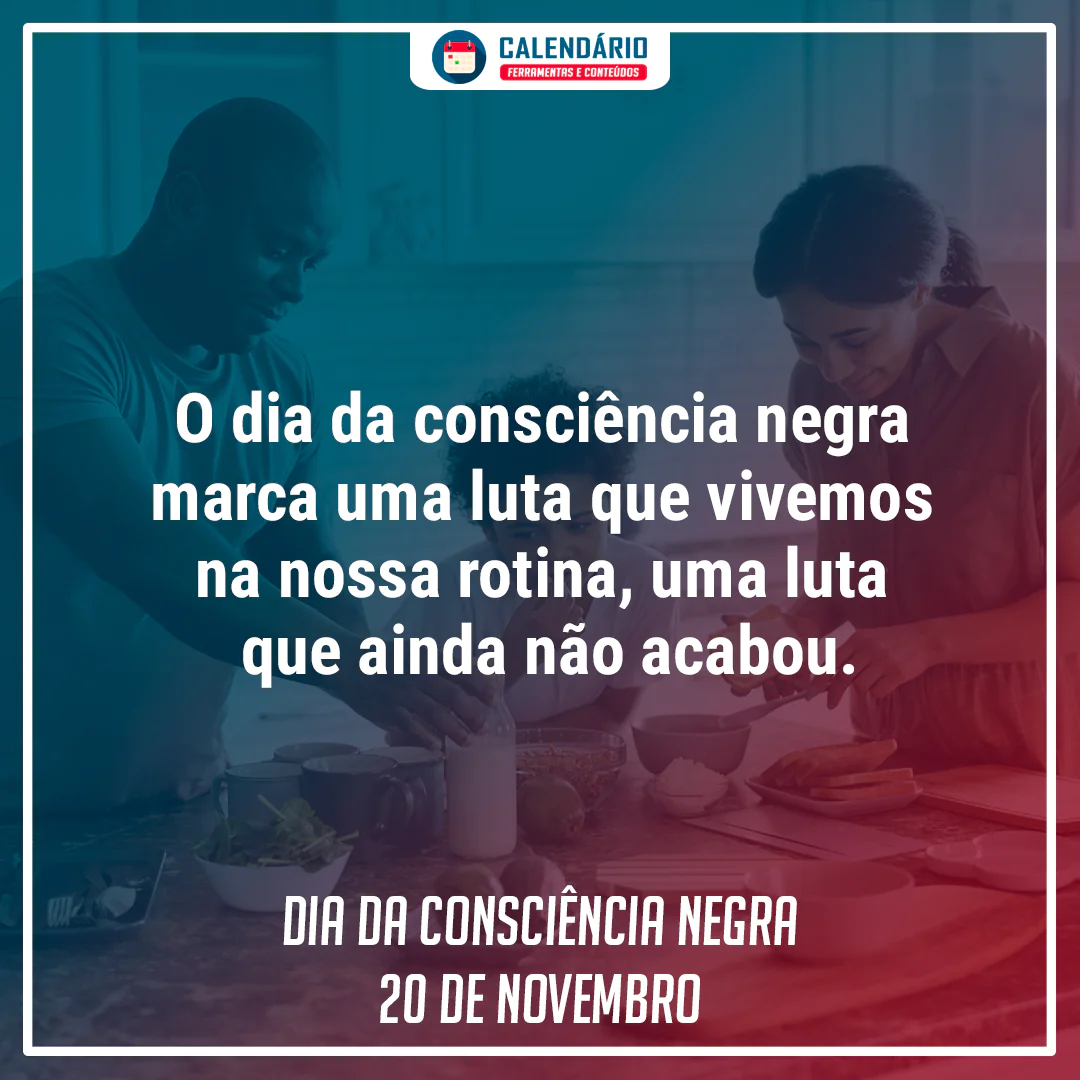 CALENDÁRIO
FERRAMENTAS E CONTEÚDOS
O dia da consciência negra
marca uma luta que vivemos
na nossa rotina, uma luta
que ainda não acabou.
DIA DA CONSCIÊNCIA NEGRA
20 DE NOVEMBRO